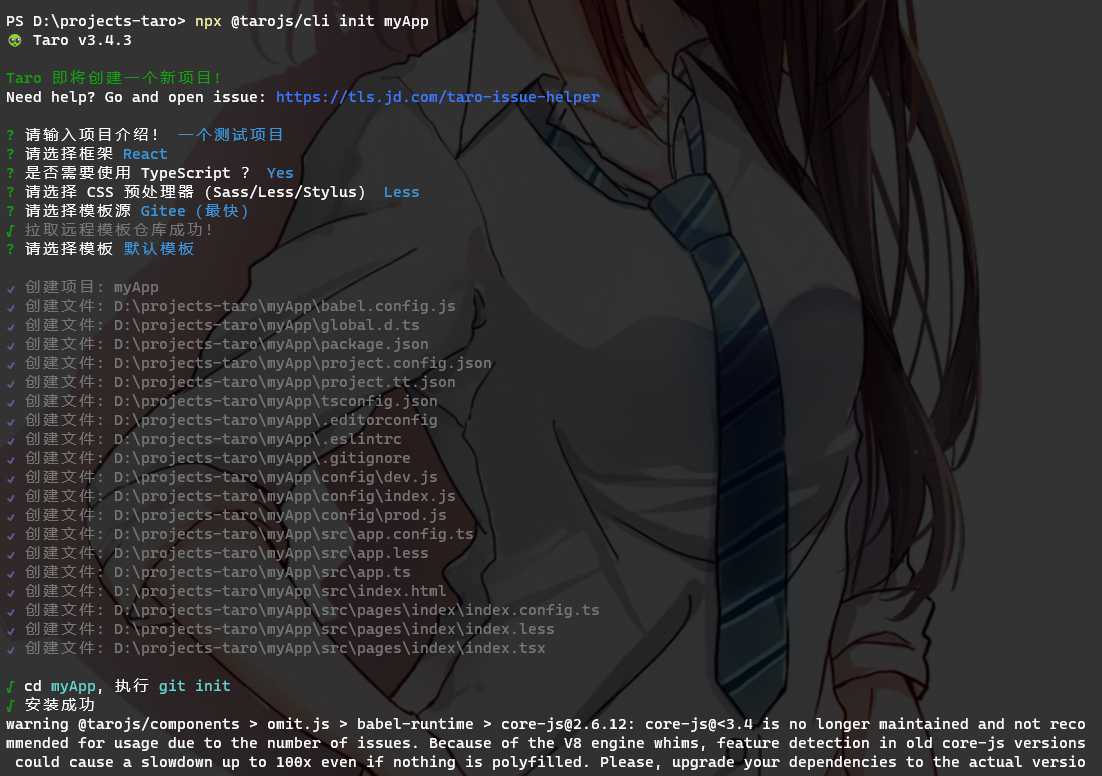 PS D:\projects-taro> npx @tarojs/cli init myApp
👽 Taro v3.4.3
Taro 即将创建一个新项目!
Need help? Go and open issue: https://tls.jd.com/taro-issue-helper
? 请输入项目介绍! 一个测试项目
? 请选择框架 React
? 是否需要使用 TypeScript ? Yes
? 请选择 CSS 预处理器 (Sass/Less/Stylus) Less
? 请选择模板源 Gitee (最快)
√ 拉取远程模板仓库成功!
? 请选择模板 默认模板
✔ 创建项目: myApp
✔ 创建文件: D:\projects-taro\myApp\babel.config.js
✔ 创建文件: D:\projects-taro\myApp\global.d.ts
✔ 创建文件: D:\projects-taro\myApp\package.json
✔ 创建文件: D:\projects-taro\myApp\project.config.json
✔ 创建文件: D:\projects-taro\myApp\project.tt.json
✔ 创建文件: D:\projects-taro\myApp\tsconfig.json
✔ 创建文件: D:\projects-taro\myApp\.editorconfig
✔ 创建文件: D:\projects-taro\myApp\.eslintrc
✔ 创建文件: D:\projects-taro\myApp\.gitignore
✔ 创建文件: D:\projects-taro\myApp\config\dev.js
✔ 创建文件: D:\projects-taro\myApp\config\index.js
✔ 创建文件: D:\projects-taro\myApp\config\prod.js
✔ 创建文件: D:\projects-taro\myApp\src\app.config.ts
✔ 创建文件: D:\projects-taro\myApp\src\app.less
✔ 创建文件: D:\projects-taro\myApp\src\app.ts
✔ 创建文件: D:\projects-taro\myApp\src\index.html
✔ 创建文件: D:\projects-taro\myApp\src\pages\index\index.config.ts
✔ 创建文件: D:\projects-taro\myApp\src\pages\index\index.less
✔ 创建文件: D:\projects-taro\myApp\src\pages\index\index.tsx
√ cd myApp, 执行 git init
√ 安装成功
warning @tarojs/components > omit.js > babel-runtime > core-js@2.6.12: core-js@<3.4 is no longer maintained and not reco
mmended for usage due to the number of issues. Because of the V8 engine whims, feature detection in old core-js versions
could cause a slowdown up to 100x even if nothing is polyfilled. Please, upgrade your dependencies to the actual versio